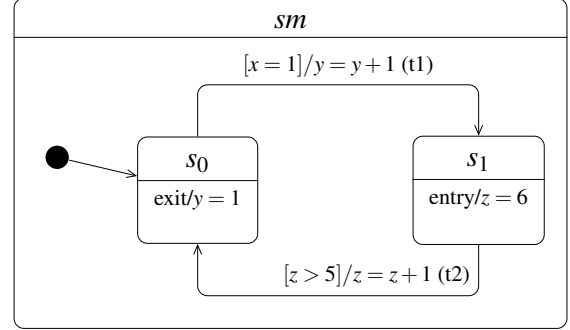 sm
[x = 1]/y = y + 1 (t1)
s0
s1
exit/y = 1
entry/z = 6
[z > 5]/z = z + 1 (t2)